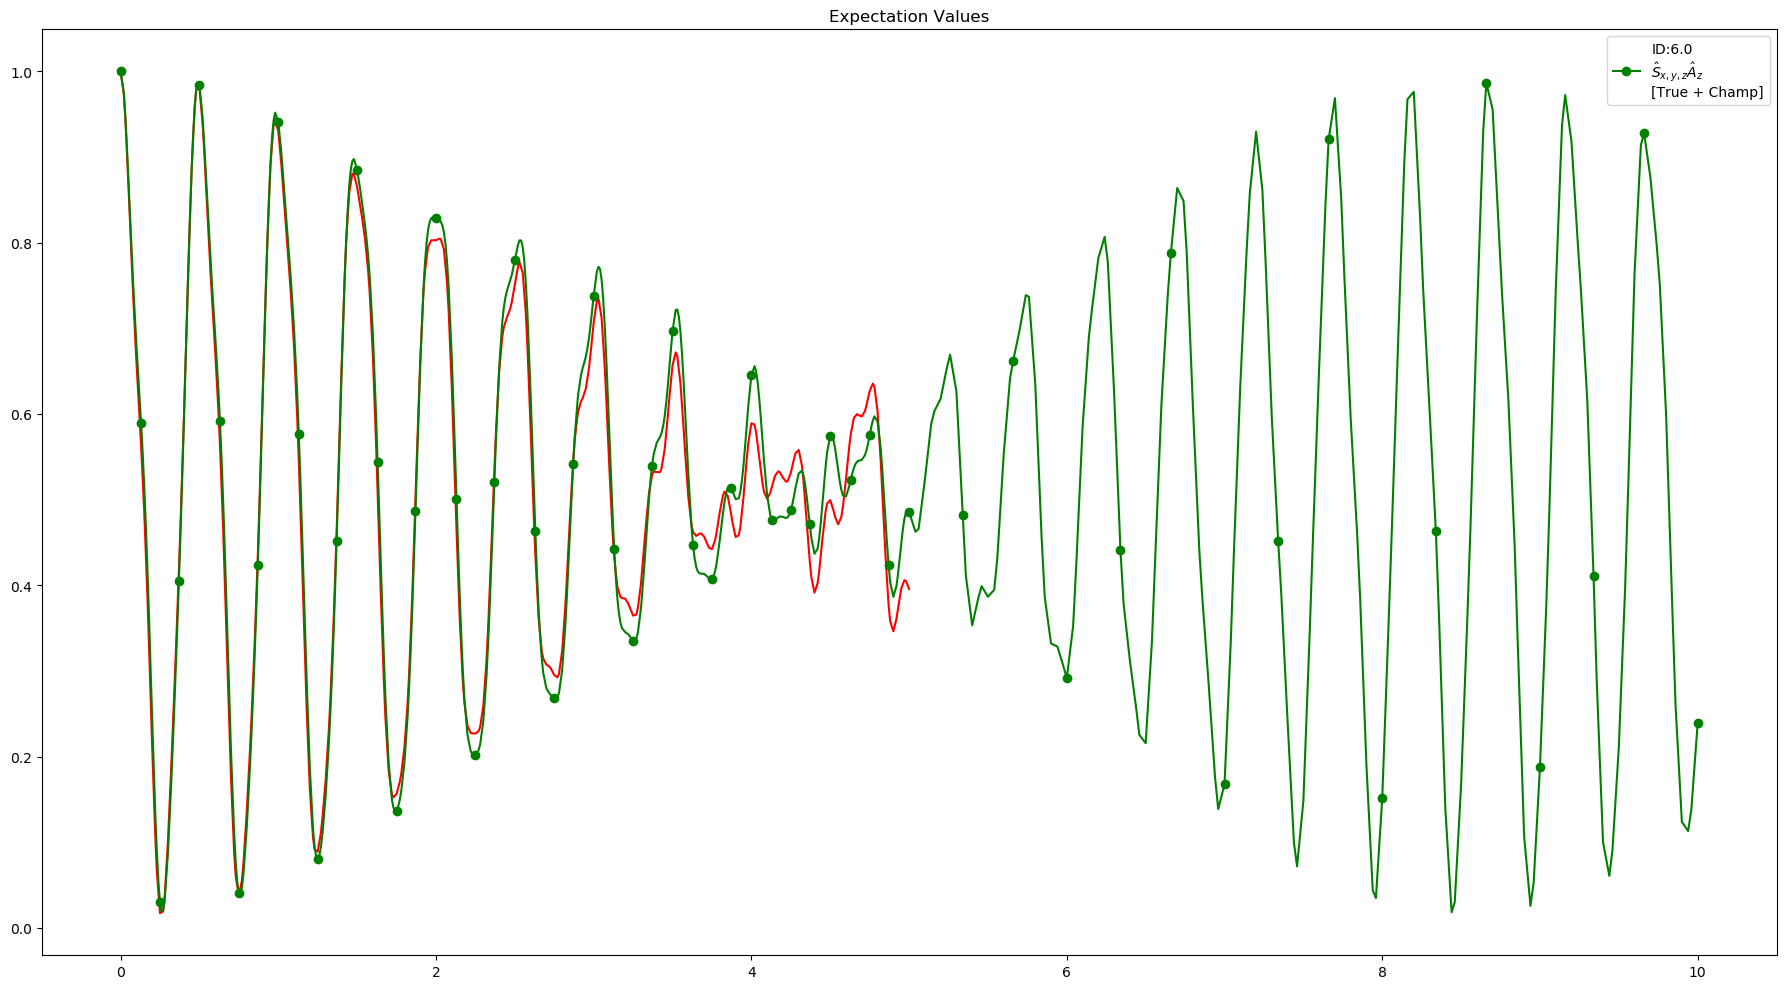 Expectation Values
ID:6.0
$\hat{S}_{x,y,z}\hat{A}_z$
[True + Champ]
1.0
0.8
0.6
0.4
0.2
0.0
0 2 4 6 8 10